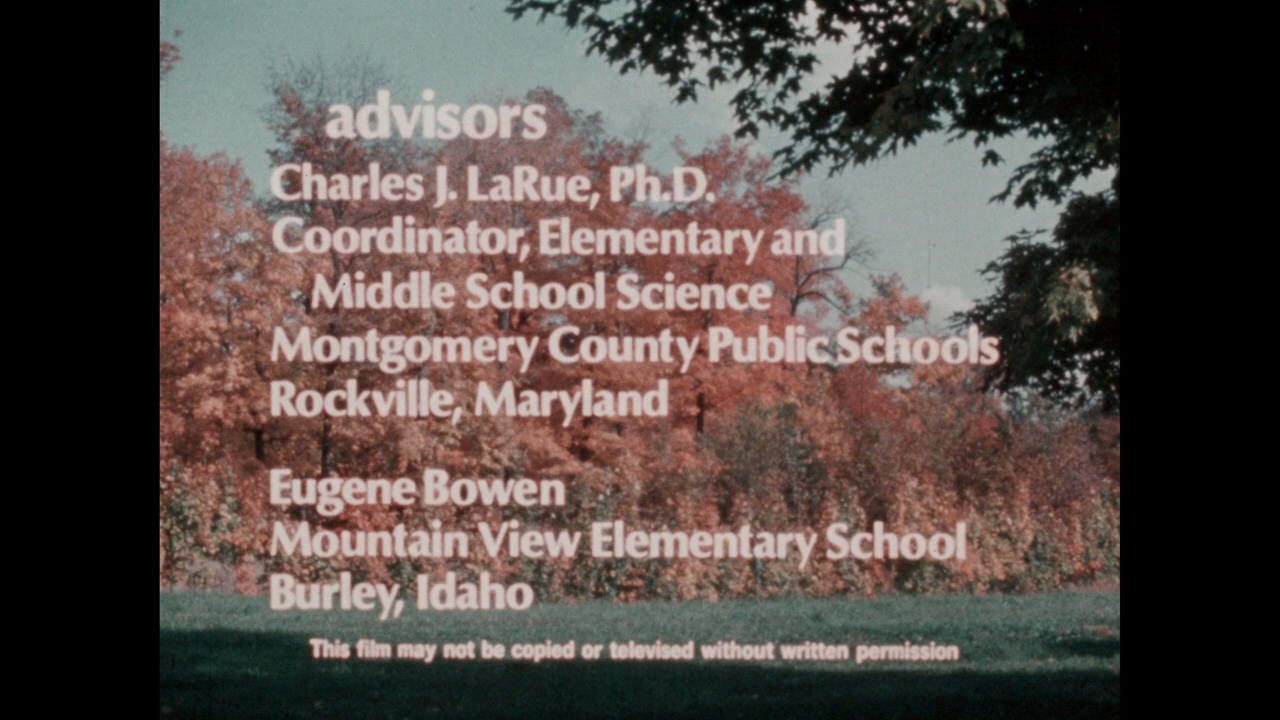 advisors
Charles J. LaRue, Ph.D.
Coordinator, Elementary and
Middle School Science
Montgomery County Public Schools
Rockville, Maryland
Eugene Bowen
Mountain View Elementary School
Burley, Idaho
This film may not be copied or televised without written permission